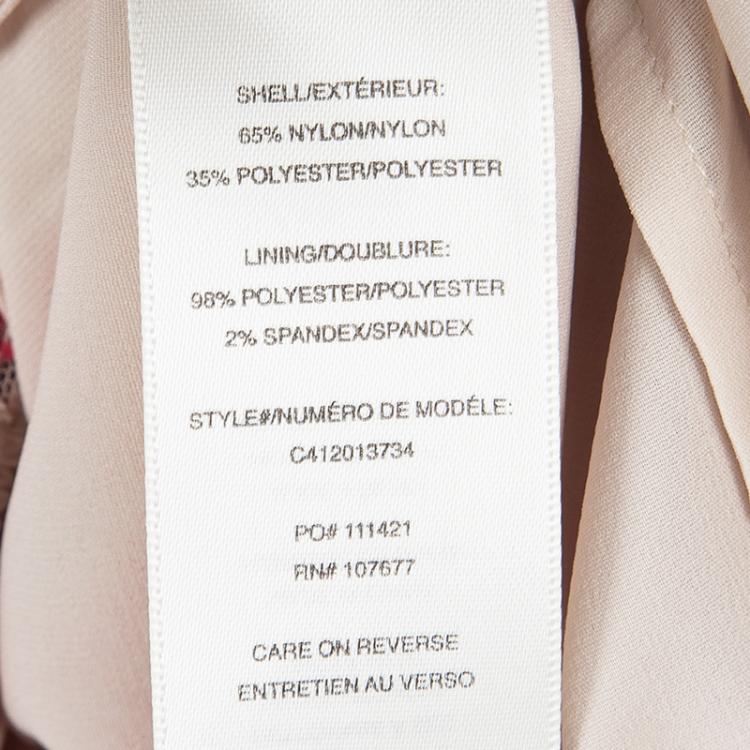 SHELL/EXTÉRIEUR:
65% NYLON/NYLON
35% POLYESTER/POLYESTER
LINING/DOUBLURE:
98% POLYESTER/POLYESTER
2% SPANDEX/SPANDEX
STYLE#/NUMÉRO DE MODÉLE:
C412013734
PO# 111421
RN# 107677
CARE ON REVERSE
ENTRETIEN AU VERSO